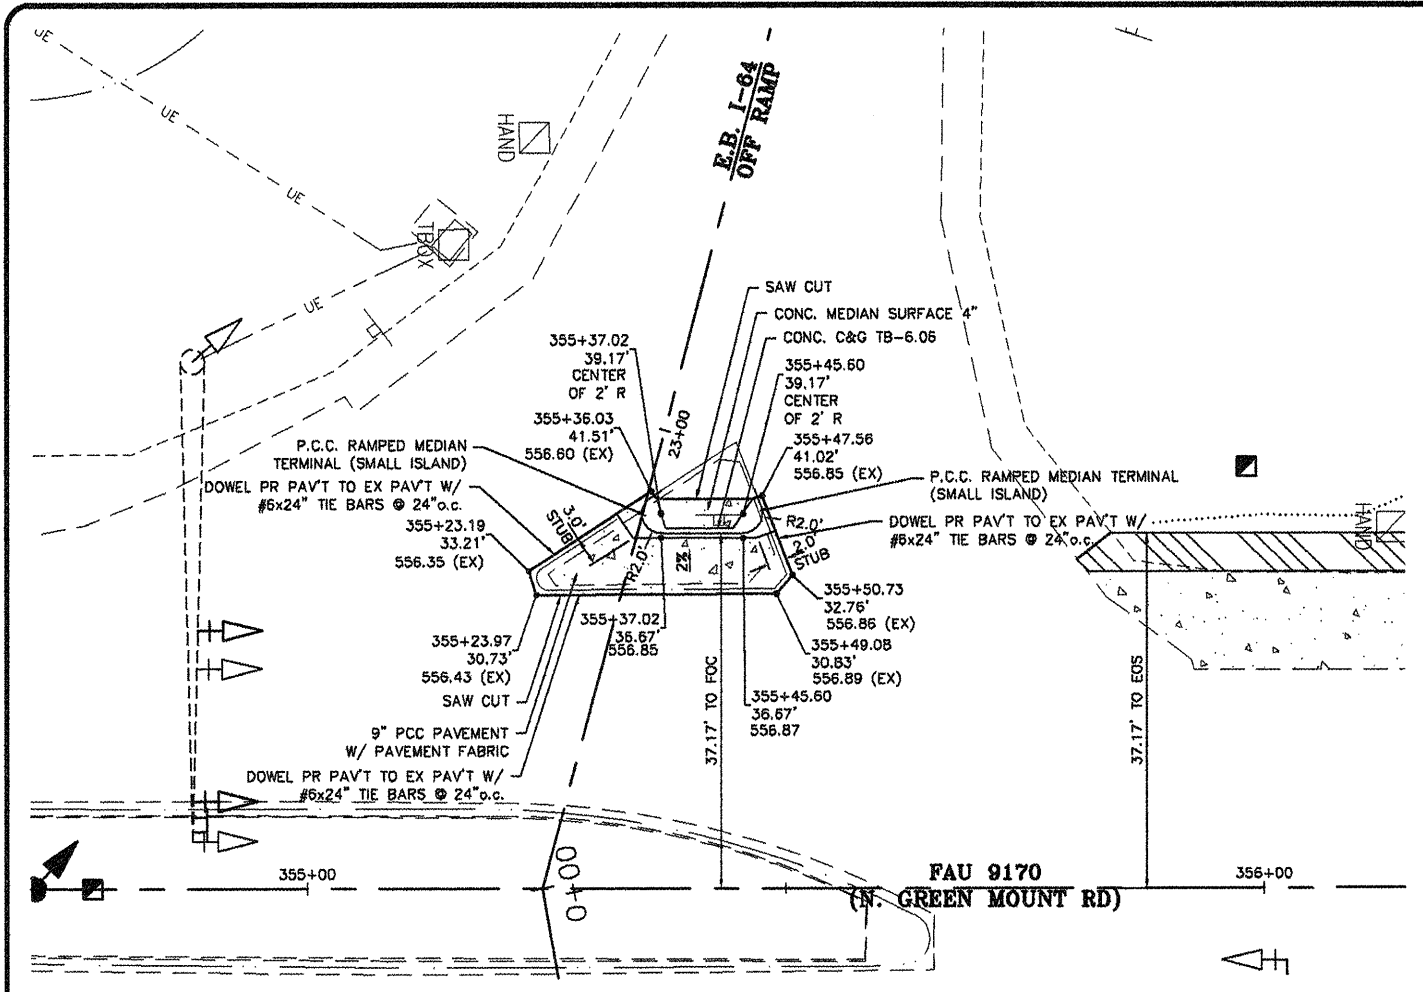 UE
UE
UE
UE
HAND
TBOX
E.B. I-64
OFF RAMP
SAW CUT
CONC. MEDIAN SURFACE 4"
CONC. C&G TB-6.06
355+37.02
39.17'
CENTER
OF 2' R
355+45.60
39.17'
CENTER
OF 2' R
355+36.03
41.51'
556.60 (EX)
23+00
355+47.56
41.02'
556.85 (EX)
P.C.C. RAMPED MEDIAN
TERMINAL (SMALL ISLAND)
P.C.C. RAMPED MEDIAN TERMINAL
(SMALL ISLAND)
DOWEL PR PAV'T TO EX PAV'T W/
#6x24" TIE BARS @ 24"o.c.
DOWEL PR PAV'T TO EX PAV'T W/
#6x24" TIE BARS @ 24"o.c.
HAND
355+23.19
33.21'
556.35 (EX)
3.0'
STUB
R2.0'
2%
R2.0'
2.0'
STUB
355+50.73
32.76'
556.86 (EX)
355+37.02
36.67'
556.85
355+23.97
30.73'
556.43 (EX)
355+49.08
30.83'
556.89 (EX)
355+45.60
36.67'
556.87
SAW CUT
9" PCC PAVEMENT
W/ PAVEMENT FABRIC
DOWEL PR PAV'T TO EX PAV'T W/
#6x24" TIE BARS @ 24"o.c.
37.17' TO FOC
37.17' TO EOS
355+00
0+00
FAU 9170
(N. GREEN MOUNT RD)
356+00